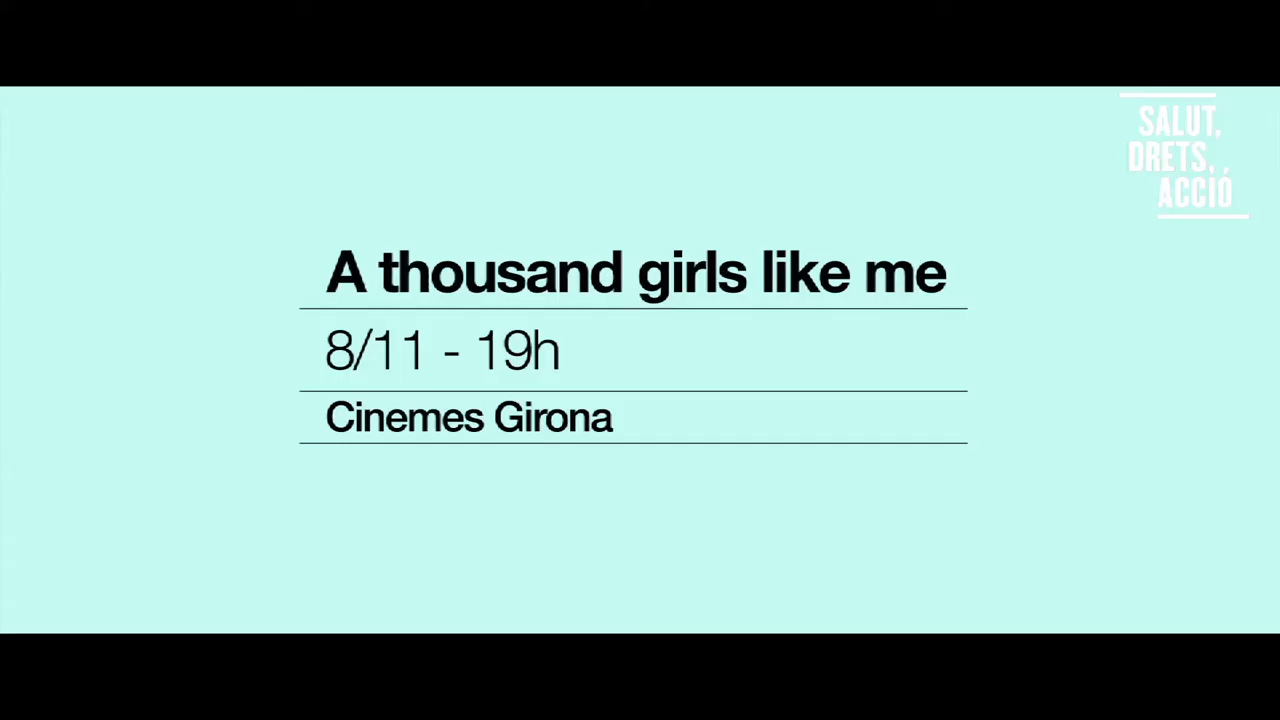 SALUT,
DRETS,
ACCIÓ
A thousand girls like me
8/11 - 19h
Cinemes Girona